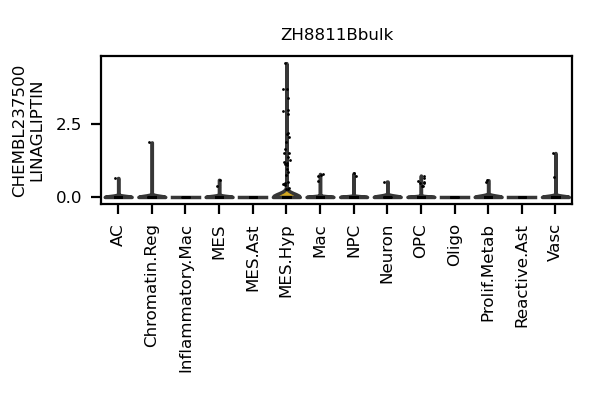 ZH8811Bbulk
CHEMBL237500
LINAGLIPTIN
2.5
0.0
AC
Chromatin.Reg
Inflammatory.Mac
MES
MES.Ast
MES.Hyp
Mac
NPC
Neuron
OPC
Oligo
Prolif.Metab
Reactive.Ast
Vasc